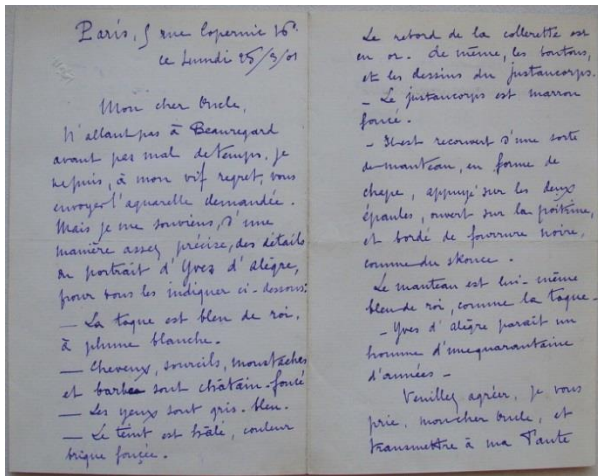 Paris, 5 rue Copernic 16e
ce Lundi 25/3/01
Mon cher Oncle,
N'allant pas à Beauregard
avant pas mal de temps, je
ne puis, à mon vif regret, vous
envoyer l'aquarelle demandée.
Mais je me souviens, d'une
manière assez précise, des détails
du portrait d'Yves d'Alègre,
pour vous les indiquer ci-dessous:
— La toque est bleu de roi,
à plume blanche.
— Cheveux, sourcils, moustaches
et barbe sont châtain-foncé
— Les yeux sont gris-bleu.
— Le teint est hâlé, couleur
brique foncée.
Le rebord de la collerette est
en or. de même, les boutons,
et les dessins du justaucorps.
- Le justaucorps est marron
foncé.
- Il est recouvert d'une sorte
de manteau, en forme de
chape, appuyé sur les deux
épaules, ouvert sur la poitrine,
et bordé de fourrure noire,
comme du skonce.
Le manteau est lui-même
bleu de roi, comme la toque -
- Yves d'alègre paraît un
homme d'une quarantaine
d'années -
Veuillez agréer, je vous
prie, mon cher Oncle, et
transmettre à ma Tante